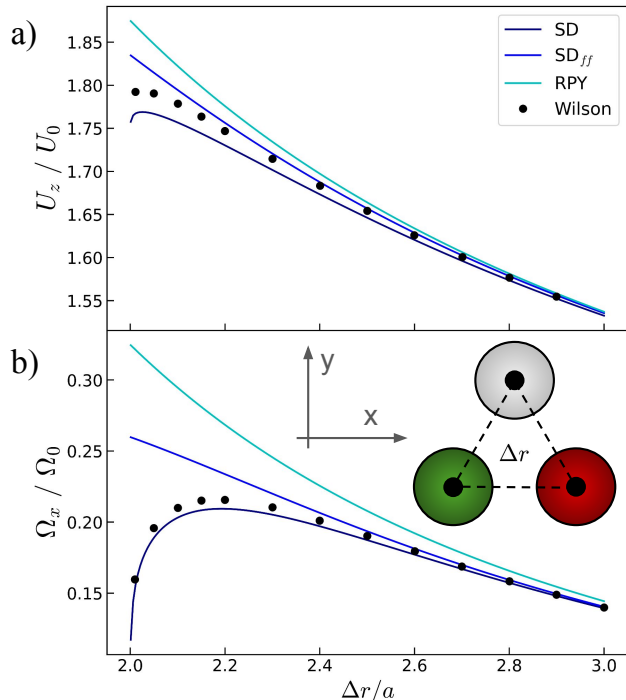 a)
SD
SD_ff
RPY
Wilson
1.85
1.80
1.75
1.70
1.65
1.60
1.55
U_z / U_0
b)
y
x
Δr
0.30
0.25
0.20
0.15
Ω_x / Ω_0
2.0 2.2 2.4 2.6 2.8 3.0
Δr/a